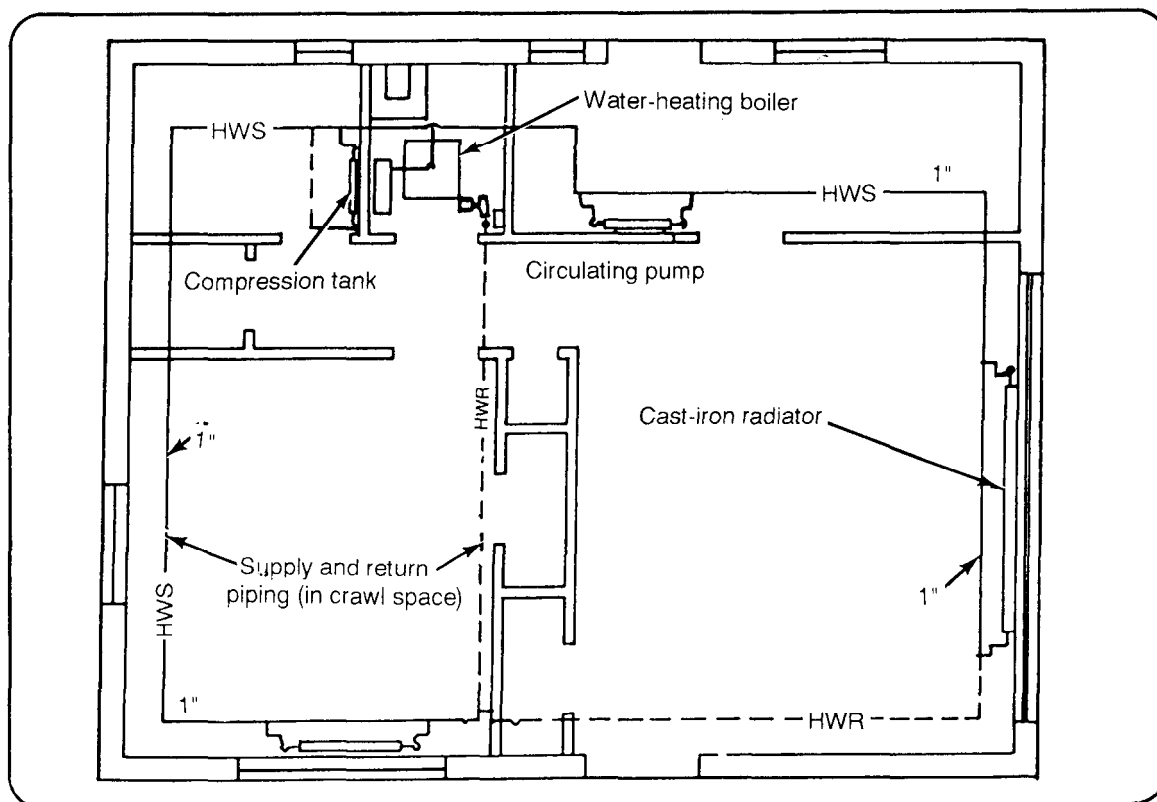 Water-heating boiler
HWS
HWS
1"
Compression tank
Circulating pump
HWR
Cast-iron radiator
1"
Supply and return
piping (in crawl space)
1"
HWS
1"
HWR